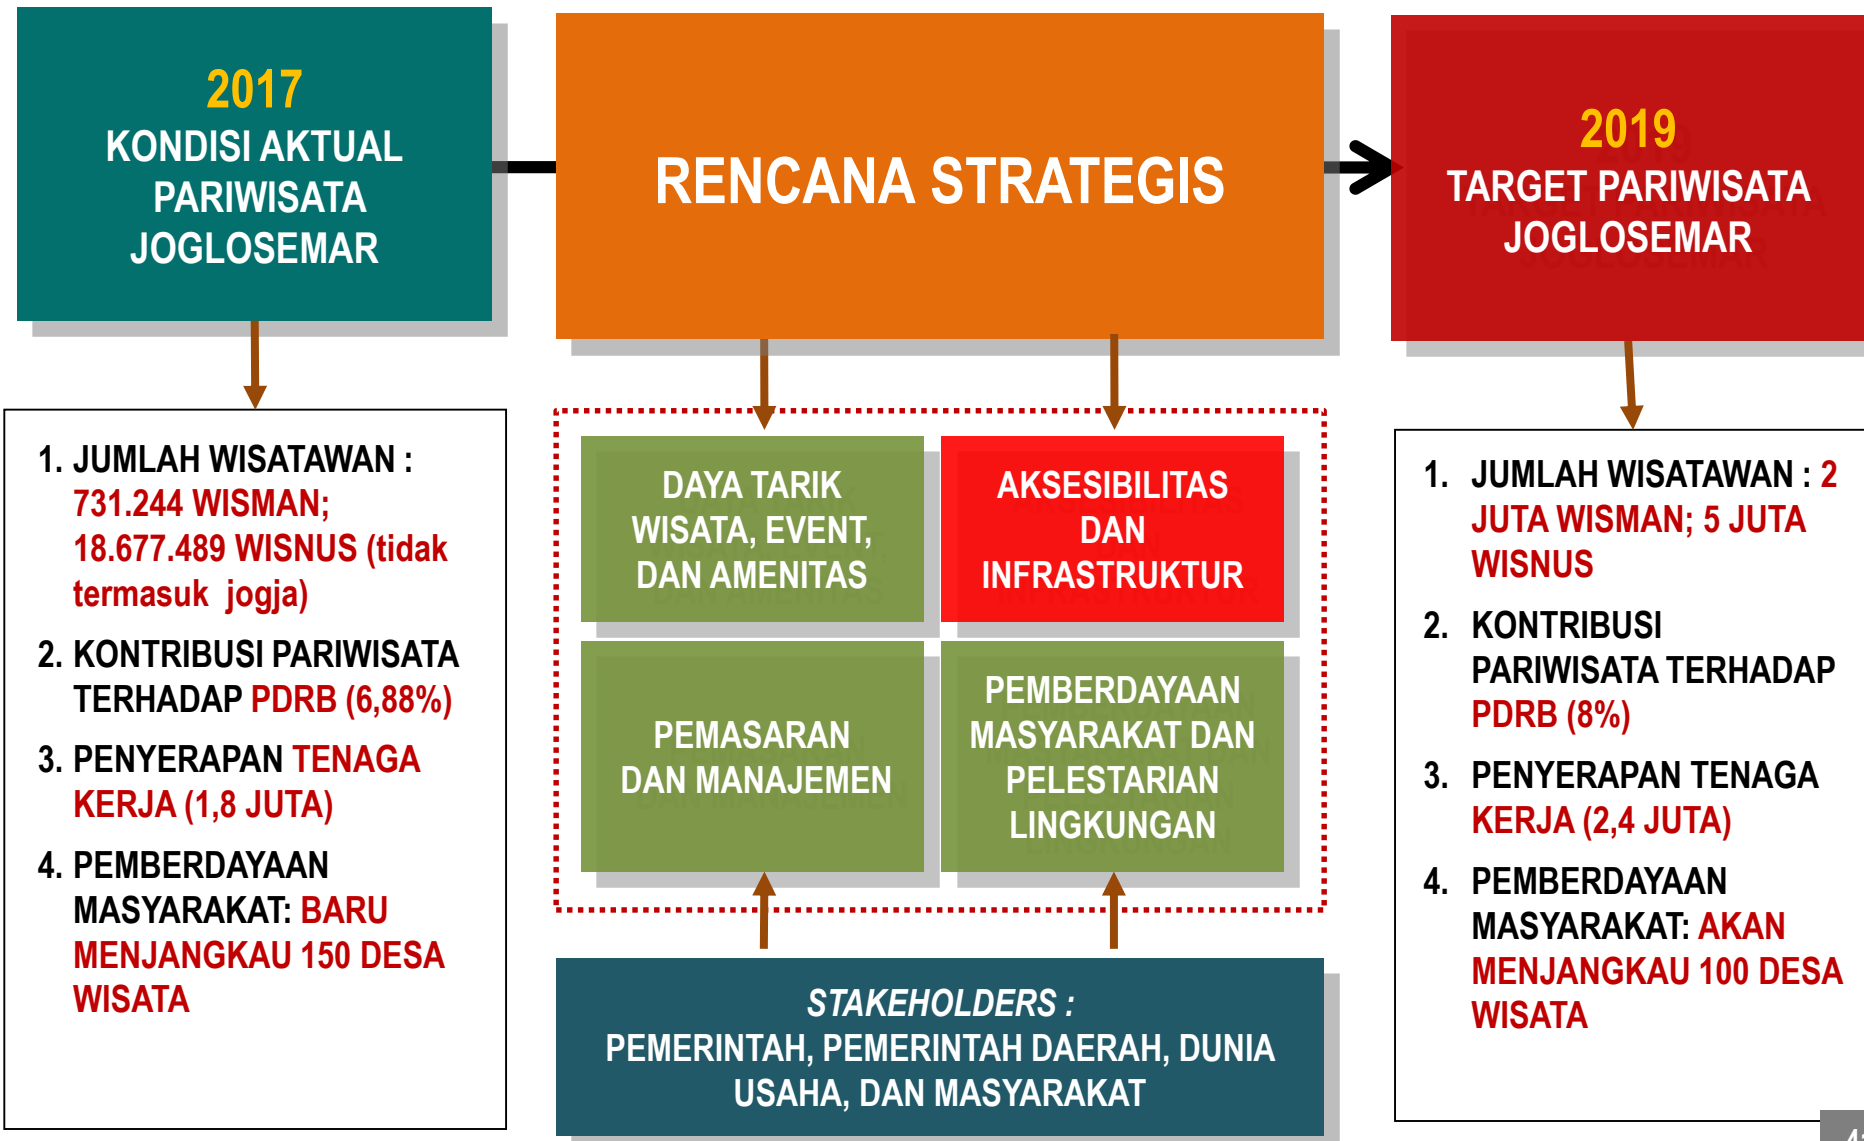 2017
KONDISI AKTUAL
PARIWISATA
JOGLOSEMAR
RENCANA STRATEGIS
2019
TARGET PARIWISATA
JOGLOSEMAR
1. JUMLAH WISATAWAN :
731.244 WISMAN;
18.677.489 WISNUS (tidak
termasuk jogja)
2. KONTRIBUSI PARIWISATA
TERHADAP PDRB (6,88%)
3. PENYERAPAN TENAGA
KERJA (1,8 JUTA)
4. PEMBERDAYAAN
MASYARAKAT: BARU
MENJANGKAU 150 DESA
WISATA
DAYA TARIK
WISATA, EVENT,
DAN AMENITAS
AKSESIBILITAS
DAN
INFRASTRUKTUR
PEMASARAN
DAN MANAJEMEN
PEMBERDAYAAN
MASYARAKAT DAN
PELESTARIAN
LINGKUNGAN
STAKEHOLDERS :
PEMERINTAH, PEMERINTAH DAERAH, DUNIA
USAHA, DAN MASYARAKAT
1. JUMLAH WISATAWAN : 2
JUTA WISMAN; 5 JUTA
WISNUS
2. KONTRIBUSI
PARIWISATA TERHADAP
PDRB (8%)
3. PENYERAPAN TENAGA
KERJA (2,4 JUTA)
4. PEMBERDAYAAN
MASYARAKAT: AKAN
MENJANGKAU 100 DESA
WISATA